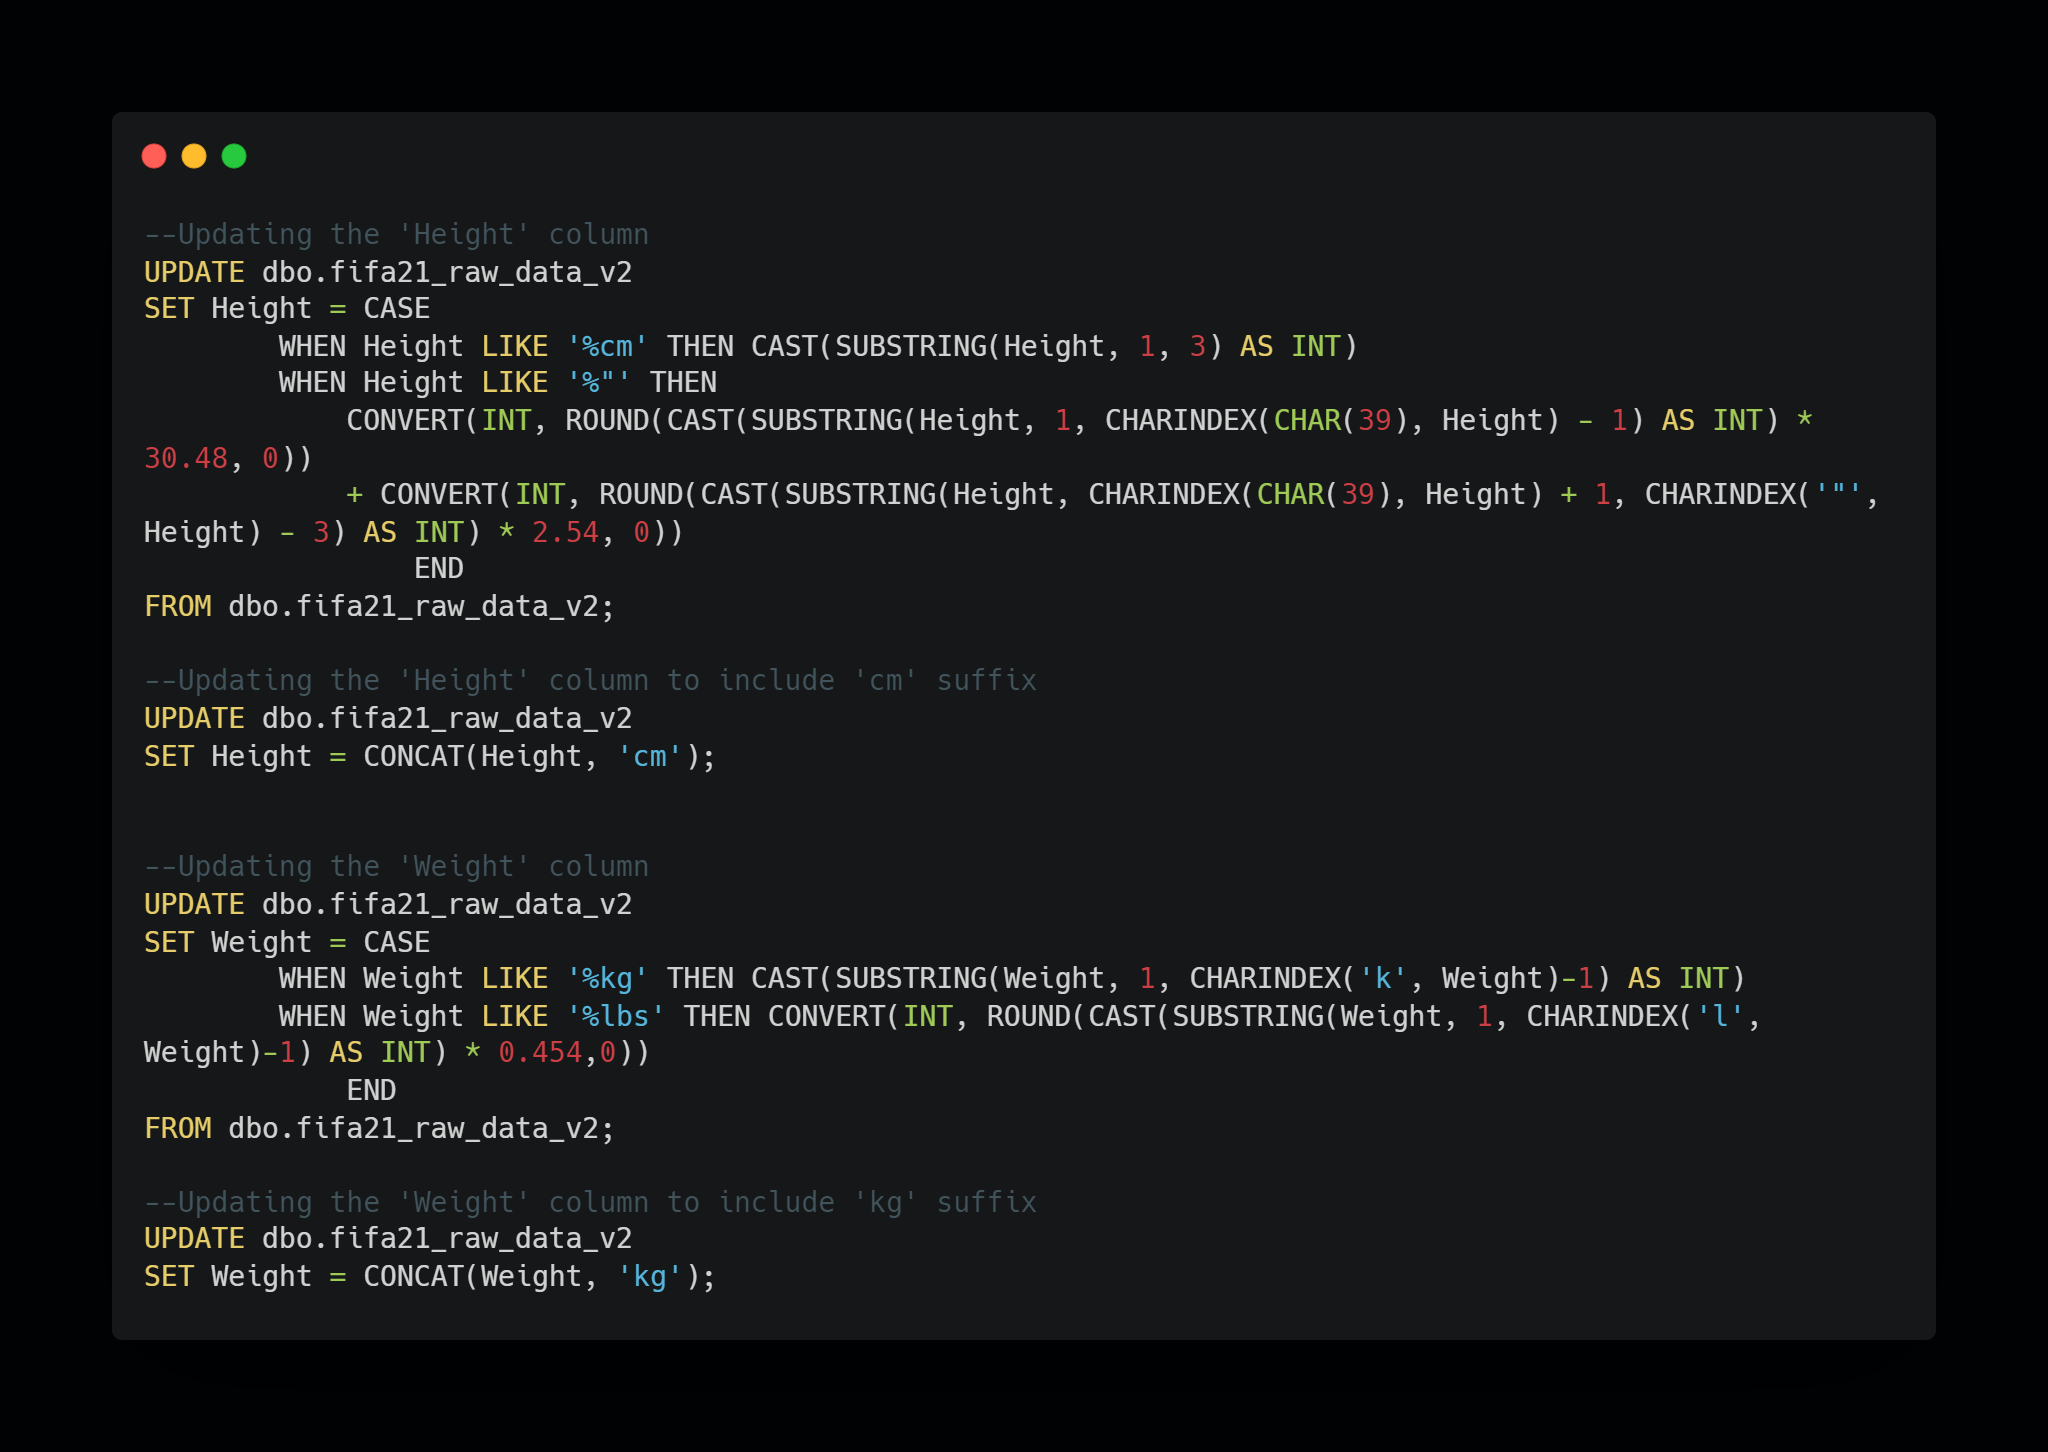 --Updating the 'Height' column
UPDATE dbo.fifa21_raw_data_v2
SET Height = CASE
        WHEN Height LIKE '%cm' THEN CAST(SUBSTRING(Height, 1, 3) AS INT)
        WHEN Height LIKE '%"' THEN
            CONVERT(INT, ROUND(CAST(SUBSTRING(Height, 1, CHARINDEX(CHAR(39), Height) - 1) AS INT) *
30.48, 0))
            + CONVERT(INT, ROUND(CAST(SUBSTRING(Height, CHARINDEX(CHAR(39), Height) + 1, CHARINDEX('"',
Height) - 3) AS INT) * 2.54, 0))
                END
FROM dbo.fifa21_raw_data_v2;

--Updating the 'Height' column to include 'cm' suffix
UPDATE dbo.fifa21_raw_data_v2
SET Height = CONCAT(Height, 'cm');


--Updating the 'Weight' column
UPDATE dbo.fifa21_raw_data_v2
SET Weight = CASE
        WHEN Weight LIKE '%kg' THEN CAST(SUBSTRING(Weight, 1, CHARINDEX('k', Weight)-1) AS INT)
        WHEN Weight LIKE '%lbs' THEN CONVERT(INT, ROUND(CAST(SUBSTRING(Weight, 1, CHARINDEX('l',
Weight)-1) AS INT) * 0.454,0))
            END
FROM dbo.fifa21_raw_data_v2;

--Updating the 'Weight' column to include 'kg' suffix
UPDATE dbo.fifa21_raw_data_v2
SET Weight = CONCAT(Weight, 'kg');